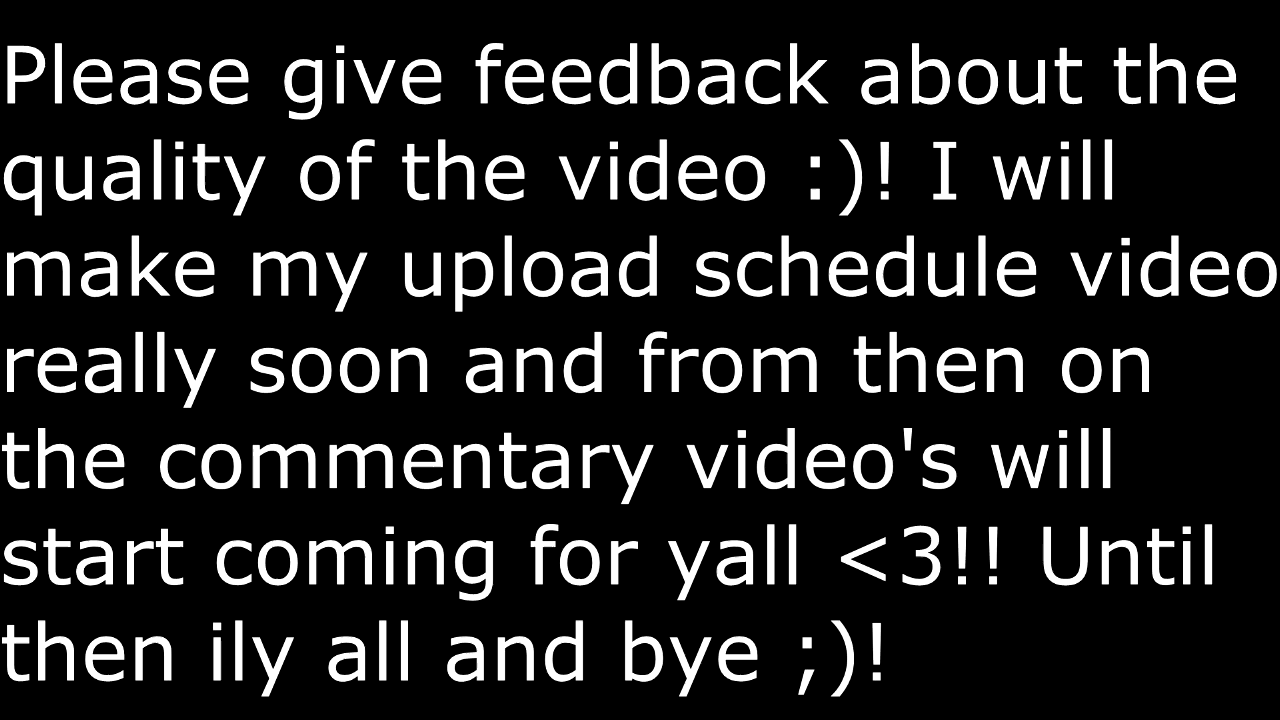 Please give feedback about the
quality of the video :)! I will
make my upload schedule video
really soon and from then on
the commentary video's will
start coming for yall <3!! Until
then ily all and bye ;)!